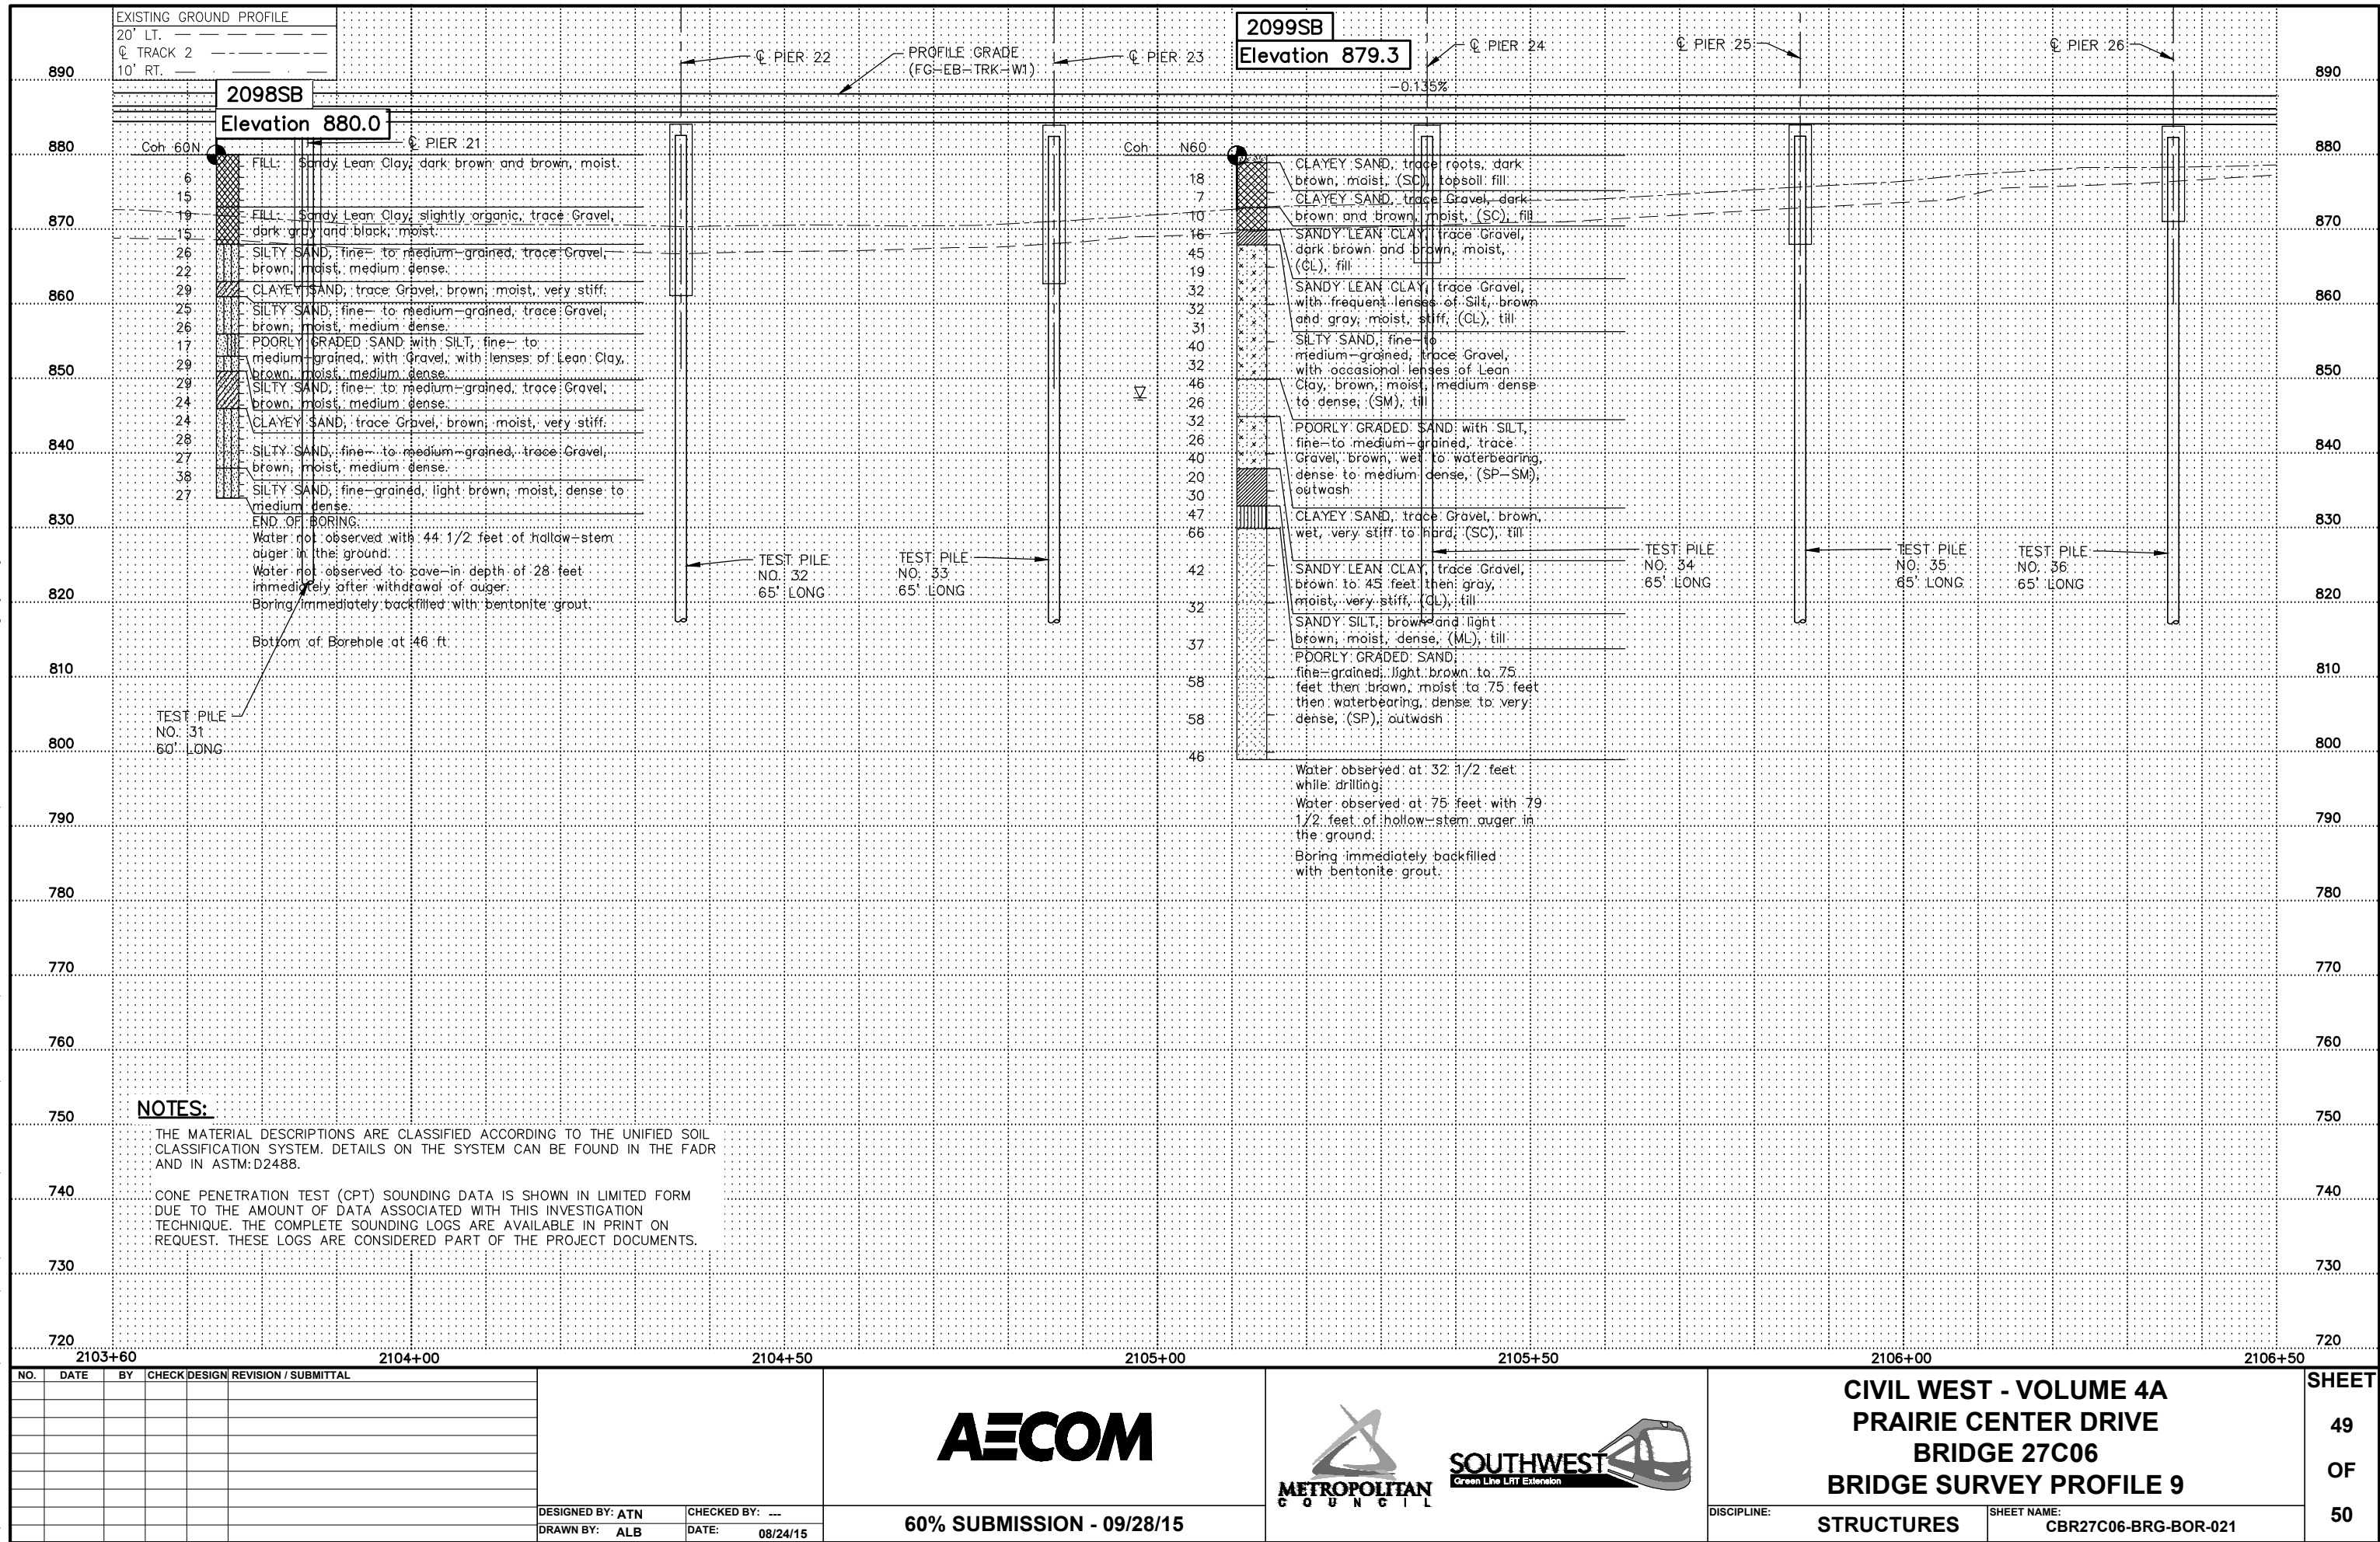 EXISTING GROUND PROFILE
20' LT.
℄ TRACK 2
10' RT.
2098SB
Elevation 880.0
℄ PIER 21
℄ PIER 22
PROFILE GRADE
(FG-EB-TRK-W1)
℄ PIER 23
2099SB
Elevation 879.3
℄ PIER 24
℄ PIER 25
℄ PIER 26
-0.135%
890
880
870
860
850
840
830
820
810
800
790
780
770
760
750
740
730
720
Coh 60N
6
15
19
15
26
22
29
25
26
17
29
29
24
24
28
27
38
27
FILL: Sandy Lean Clay, dark brown and brown, moist.
FILL: Sandy Lean Clay, slightly organic, trace Gravel,
dark gray and black, moist.
SILTY SAND, fine- to medium-grained, trace Gravel,
brown, moist, medium dense.
CLAYEY SAND, trace Gravel, brown, moist, very stiff.
SILTY SAND, fine- to medium-grained, trace Gravel,
brown, moist, medium dense.
POORLY GRADED SAND with SILT, fine- to
medium-grained, with Gravel, with lenses of Lean Clay,
brown, moist, medium dense.
SILTY SAND, fine- to medium-grained, trace Gravel,
brown, moist, medium dense.
CLAYEY SAND, trace Gravel, brown, moist, very stiff.
SILTY SAND, fine- to medium-grained, trace Gravel,
brown, moist, medium dense.
SILTY SAND, fine-grained, light brown, moist, dense to
medium dense.
END OF BORING.
Water not observed with 44 1/2 feet of hallow-stem
auger in the ground.
Water not observed to cave-in depth of 28 feet
immediately after withdrawal of auger.
Boring immediately backfilled with bentonite grout.
Bottom of Borehole at 46 ft
TEST PILE
NO. 31
60' LONG
TEST PILE
NO. 32
65' LONG
TEST PILE
NO. 33
65' LONG
Coh N60
18
7
10
16
45
19
32
32
31
40
32
46
26
32
26
40
20
30
47
66
42
32
37
58
58
46
CLAYEY SAND, trace roots, dark
brown, moist, (SC), topsoil fill
CLAYEY SAND, trace Gravel, dark
brown and brown, moist, (SC), fill
SANDY LEAN CLAY, trace Gravel,
dark brown and brown, moist,
(CL), fill
SANDY LEAN CLAY, trace Gravel,
with frequent lenses of Silt, brown
and gray, moist, stiff, (CL), till
SILTY SAND, fine-to
medium-grained, trace Gravel,
with occasional lenses of Lean
Clay, brown, moist, medium dense
to dense, (SM), till
POORLY GRADED SAND with SILT,
fine-to medium-grained, trace
Gravel, brown, wet to waterbearing,
dense to medium dense, (SP-SM),
outwash
CLAYEY SAND, trace Gravel, brown,
wet, very stiff to hard, (SC), till
SANDY LEAN CLAY, trace Gravel,
brown to 45 feet then gray,
moist, very stiff, (CL), till
SANDY SILT, brown and light
brown, moist, dense, (ML), till
POORLY GRADED SAND,
fine-grained, light brown to 75
feet then brown, moist to 75 feet
then waterbearing, dense to very
dense, (SP), outwash
Water observed at 32 1/2 feet
while drilling.
Water observed at 75 feet with 79
1/2 feet of hollow-stem auger in
the ground.
Boring immediately backfilled
with bentonite grout.
TEST PILE
NO. 34
65' LONG
TEST PILE
NO. 35
65' LONG
TEST PILE
NO. 36
65' LONG
890
880
870
860
850
840
830
820
810
800
790
780
770
760
750
740
730
720
NOTES:
THE MATERIAL DESCRIPTIONS ARE CLASSIFIED ACCORDING TO THE UNIFIED SOIL
CLASSIFICATION SYSTEM. DETAILS ON THE SYSTEM CAN BE FOUND IN THE FADR
AND IN ASTM:D2488.
CONE PENETRATION TEST (CPT) SOUNDING DATA IS SHOWN IN LIMITED FORM
DUE TO THE AMOUNT OF DATA ASSOCIATED WITH THIS INVESTIGATION
TECHNIQUE. THE COMPLETE SOUNDING LOGS ARE AVAILABLE IN PRINT ON
REQUEST. THESE LOGS ARE CONSIDERED PART OF THE PROJECT DOCUMENTS.
2103+60 2104+00 2104+50 2105+00 2105+50 2106+00 2106+50
NO. DATE BY CHECK DESIGN REVISION / SUBMITTAL
DESIGNED BY: ATN
CHECKED BY: ---
DRAWN BY: ALB
DATE: 08/24/15
AECOM
60% SUBMISSION - 09/28/15
METROPOLITAN
COUNCIL
SOUTHWEST
Green Line LRT Extension
CIVIL WEST - VOLUME 4A
PRAIRIE CENTER DRIVE
BRIDGE 27C06
BRIDGE SURVEY PROFILE 9
DISCIPLINE:
STRUCTURES
SHEET NAME:
CBR27C06-BRG-BOR-021
SHEET
49
OF
50